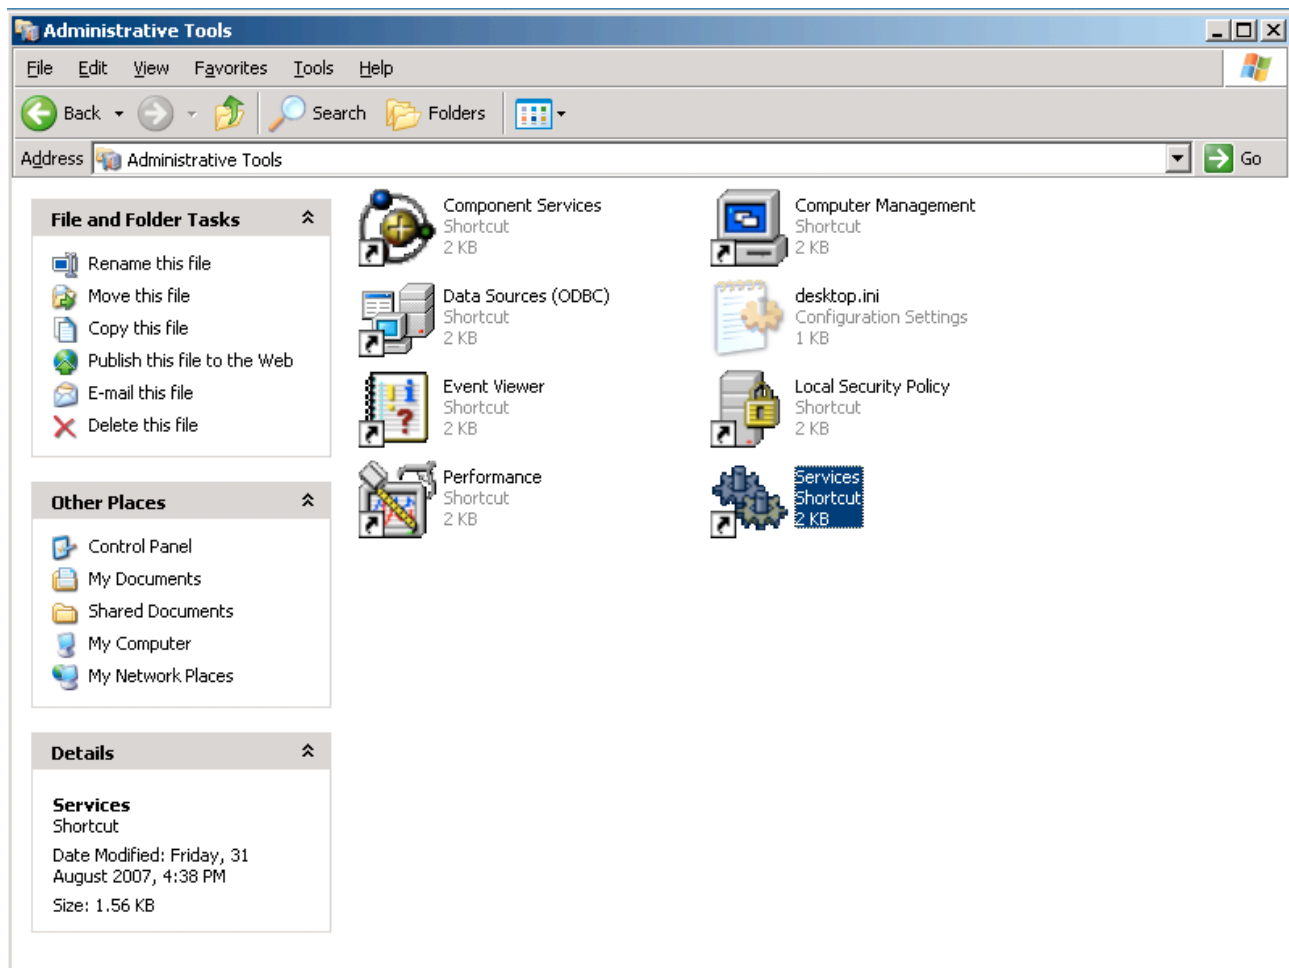 Administrative Tools
File Edit View Favorites Tools Help
Back Search Folders
Address Administrative Tools Go
File and Folder Tasks
Rename this file
Move this file
Copy this file
Publish this file to the Web
E-mail this file
Delete this file
Other Places
Control Panel
My Documents
Shared Documents
My Computer
My Network Places
Details
Services
Shortcut
Date Modified: Friday, 31
August 2007, 4:38 PM
Size: 1.56 KB
Component Services
Shortcut
2 KB
Computer Management
Shortcut
2 KB
Data Sources (ODBC)
Shortcut
2 KB
desktop.ini
Configuration Settings
1 KB
Event Viewer
Shortcut
2 KB
Local Security Policy
Shortcut
2 KB
Performance
Shortcut
2 KB
Services
Shortcut
2 KB